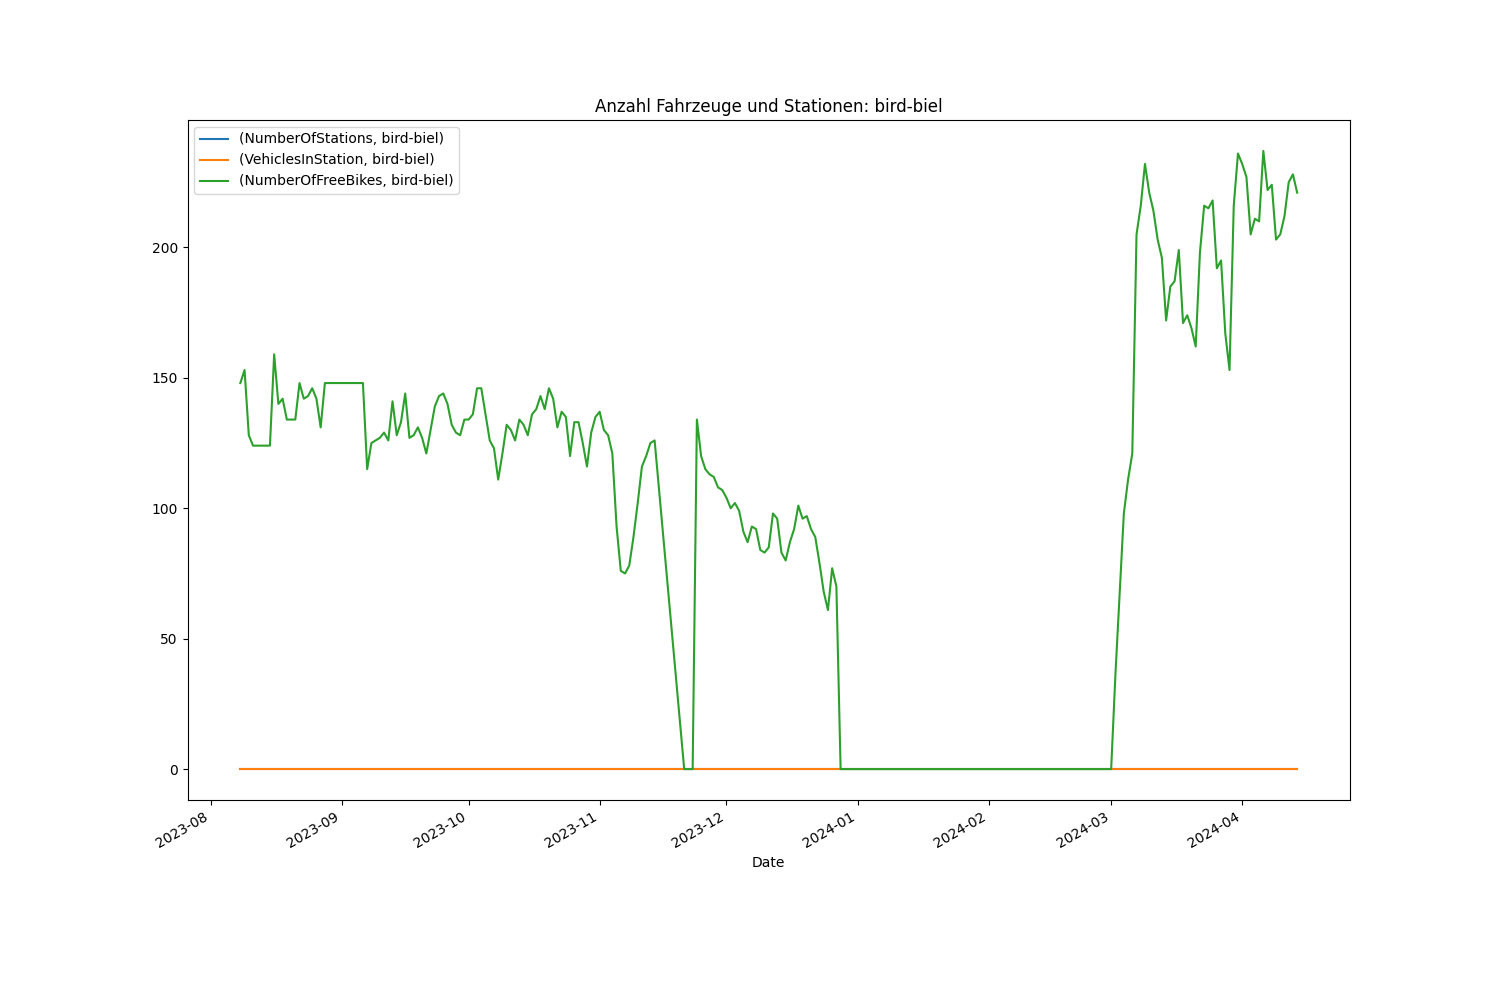 Anzahl Fahrzeuge und Stationen: bird-biel
(NumberOfStations, bird-biel)
(VehiclesInStation, bird-biel)
(NumberOfFreeBikes, bird-biel)
200
150
100
50
0
2023-08
2023-09
2023-10
2023-11
2023-12
2024-01
2024-02
2024-03
2024-04
Date